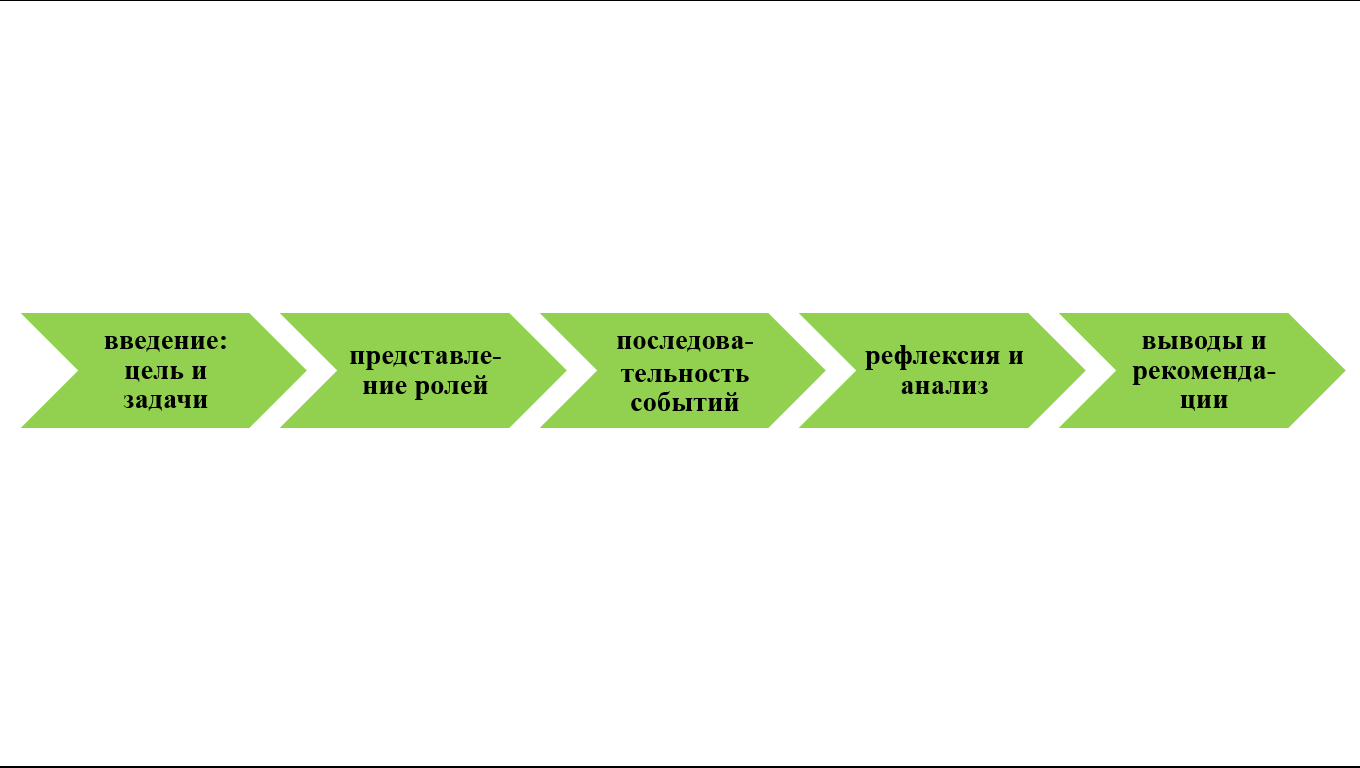 введение:
цель и
задачи
представле-
ние ролей
последова-
тельность
событий
рефлексия и
анализ
выводы и
рекоменда-
ции